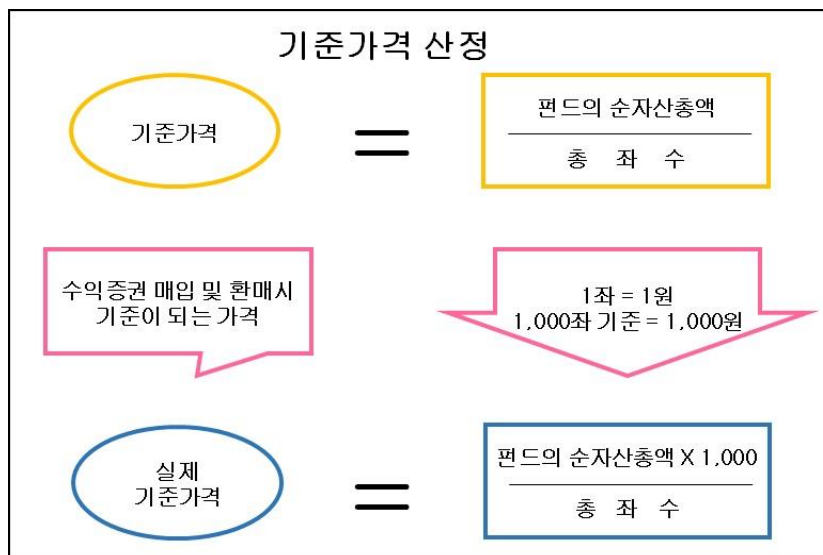 기준가격 산정
기준가격
=
펀드의 순자산총액
총 좌 수
수익증권 매입 및 환매시
기준이 되는 가격
1좌 = 1원
1,000좌 기준 = 1,000원
실제
기준가격
=
펀드의 순자산총액 X 1,000
총 좌 수